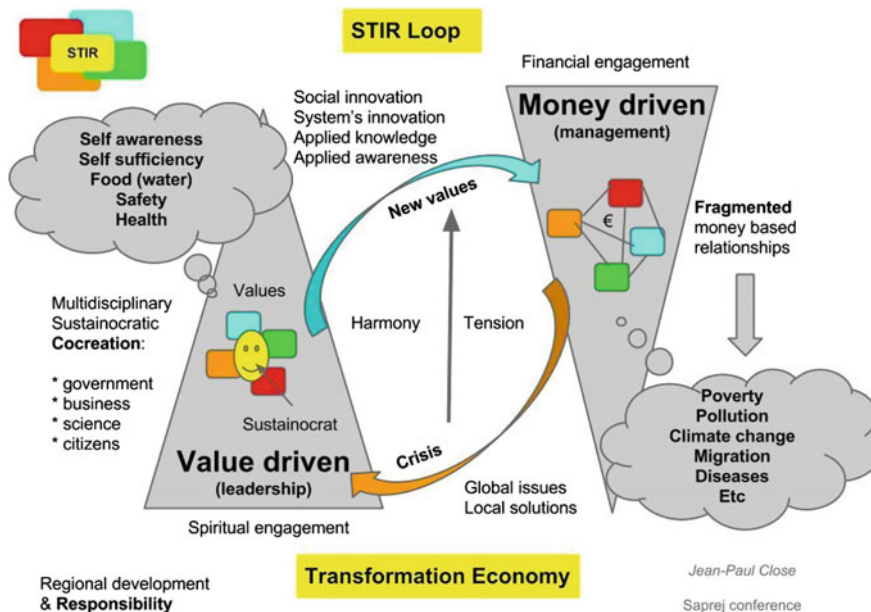 STIR Loop
STIR
Self awareness
Self sufficiency
Food (water)
Safety
Health
Social innovation
System's innovation
Applied knowledge
Applied awareness
Financial engagement
Money driven
(management)
New values
€
Fragmented
money based
relationships
Multidisciplinary
Sustainocratic
Cocreation:
* government
* business
* science
* citizens
Values
Sustainocrat
Harmony
Tension
Value driven
(leadership)
Spiritual engagement
Crisis
Global issues
Local solutions
Poverty
Pollution
Climate change
Migration
Diseases
Etc
Regional development
& Responsibility
Transformation Economy
Jean-Paul Close
Saprej conference